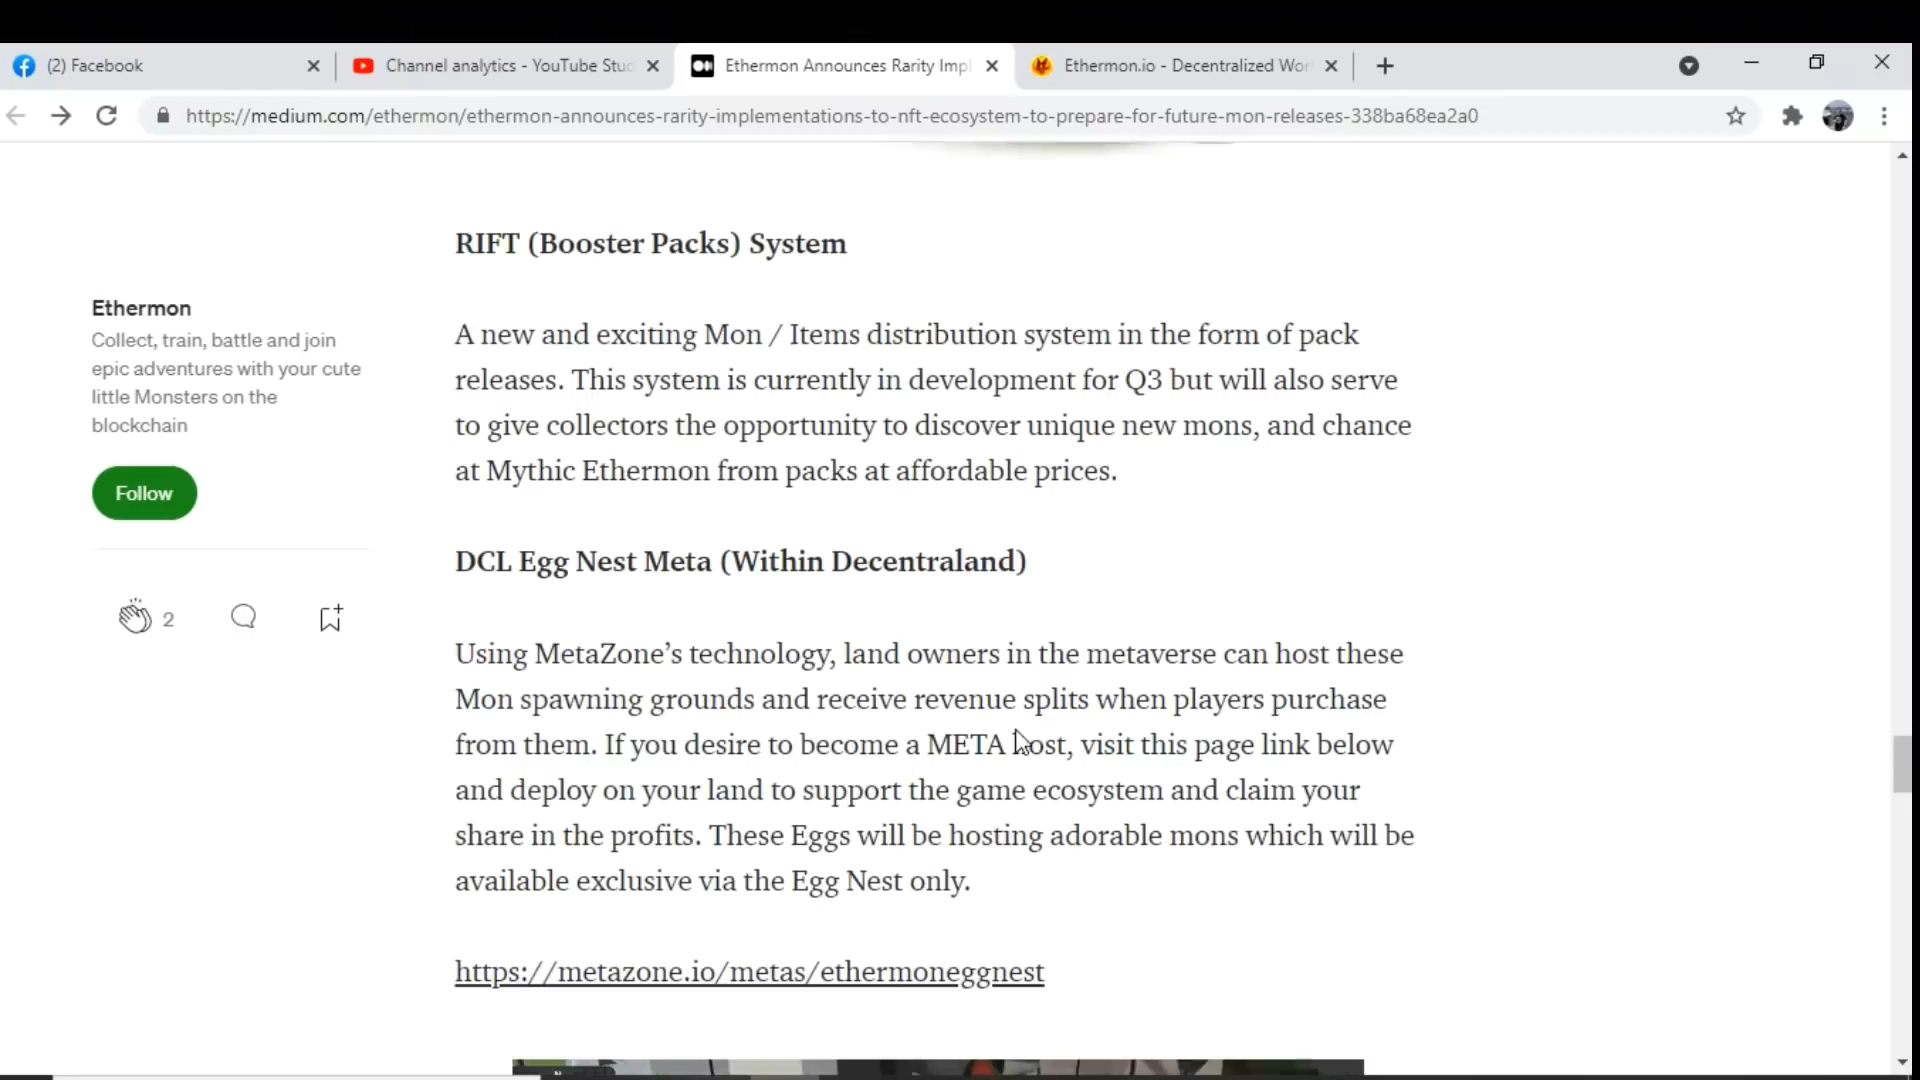 (2) Facebook
Channel analytics - YouTube Stuc
Ethermon Announces Rarity Impl
Ethermon.io - Decentralized Wor
https://medium.com/ethermon/ethermon-announces-rarity-implementations-to-nft-ecosystem-to-prepare-for-future-mon-releases-338ba68ea2a0
RIFT (Booster Packs) System
Ethermon
Collect, train, battle and join
epic adventures with your cute
little Monsters on the
blockchain
Follow
2
A new and exciting Mon / Items distribution system in the form of pack
releases. This system is currently in development for Q3 but will also serve
to give collectors the opportunity to discover unique new mons, and chance
at Mythic Ethermon from packs at affordable prices.
DCL Egg Nest Meta (Within Decentraland)
Using MetaZone’s technology, land owners in the metaverse can host these
Mon spawning grounds and receive revenue splits when players purchase
from them. If you desire to become a META host, visit this page link below
and deploy on your land to support the game ecosystem and claim your
share in the profits. These Eggs will be hosting adorable mons which will be
available exclusive via the Egg Nest only.
https://metazone.io/metas/ethermoneggnest